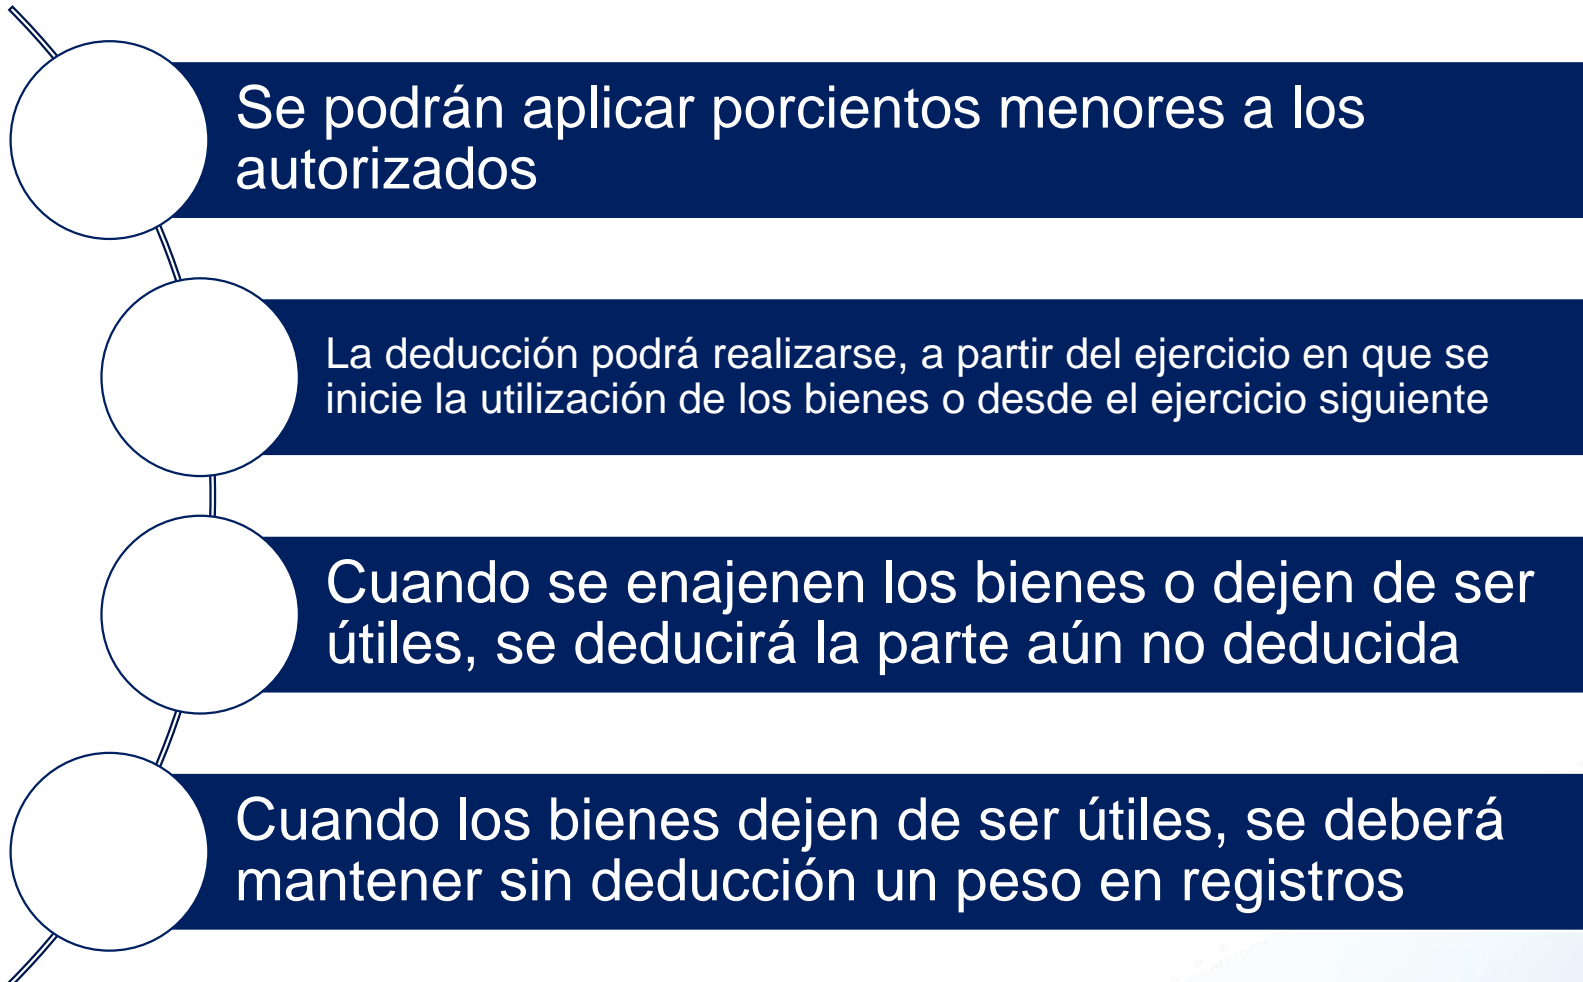 Se podrán aplicar porcientos menores a los
autorizados
La deducción podrá realizarse, a partir del ejercicio en que se
inicie la utilización de los bienes o desde el ejercicio siguiente
Cuando se enajenen los bienes o dejen de ser
útiles, se deducirá la parte aún no deducida
Cuando los bienes dejen de ser útiles, se deberá
mantener sin deducción un peso en registros